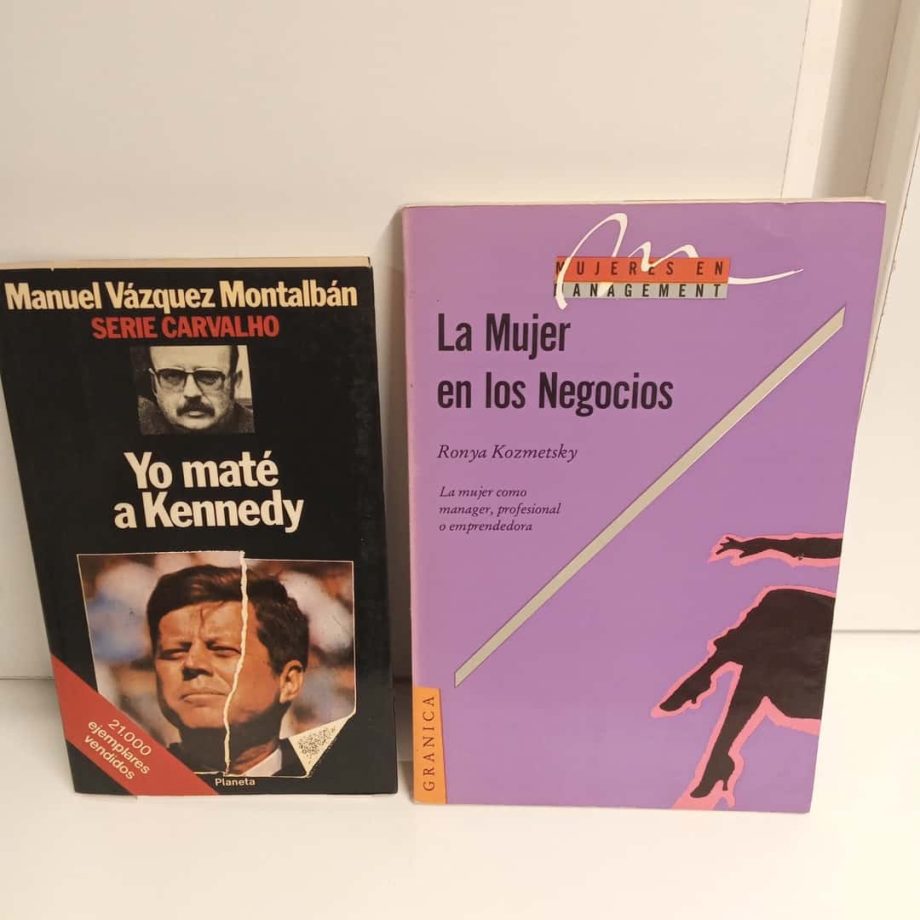 Manuel Vázquez Montalbán
SERIE CARVALHO
Yo maté
a Kennedy
21.000
ejemplares
vendidos
Planeta
MUJERES EN
MANAGEMENT
La Mujer
en los Negocios
Ronya Kozmetsky
La mujer como
manager, profesional
o emprendedora
GRANICA